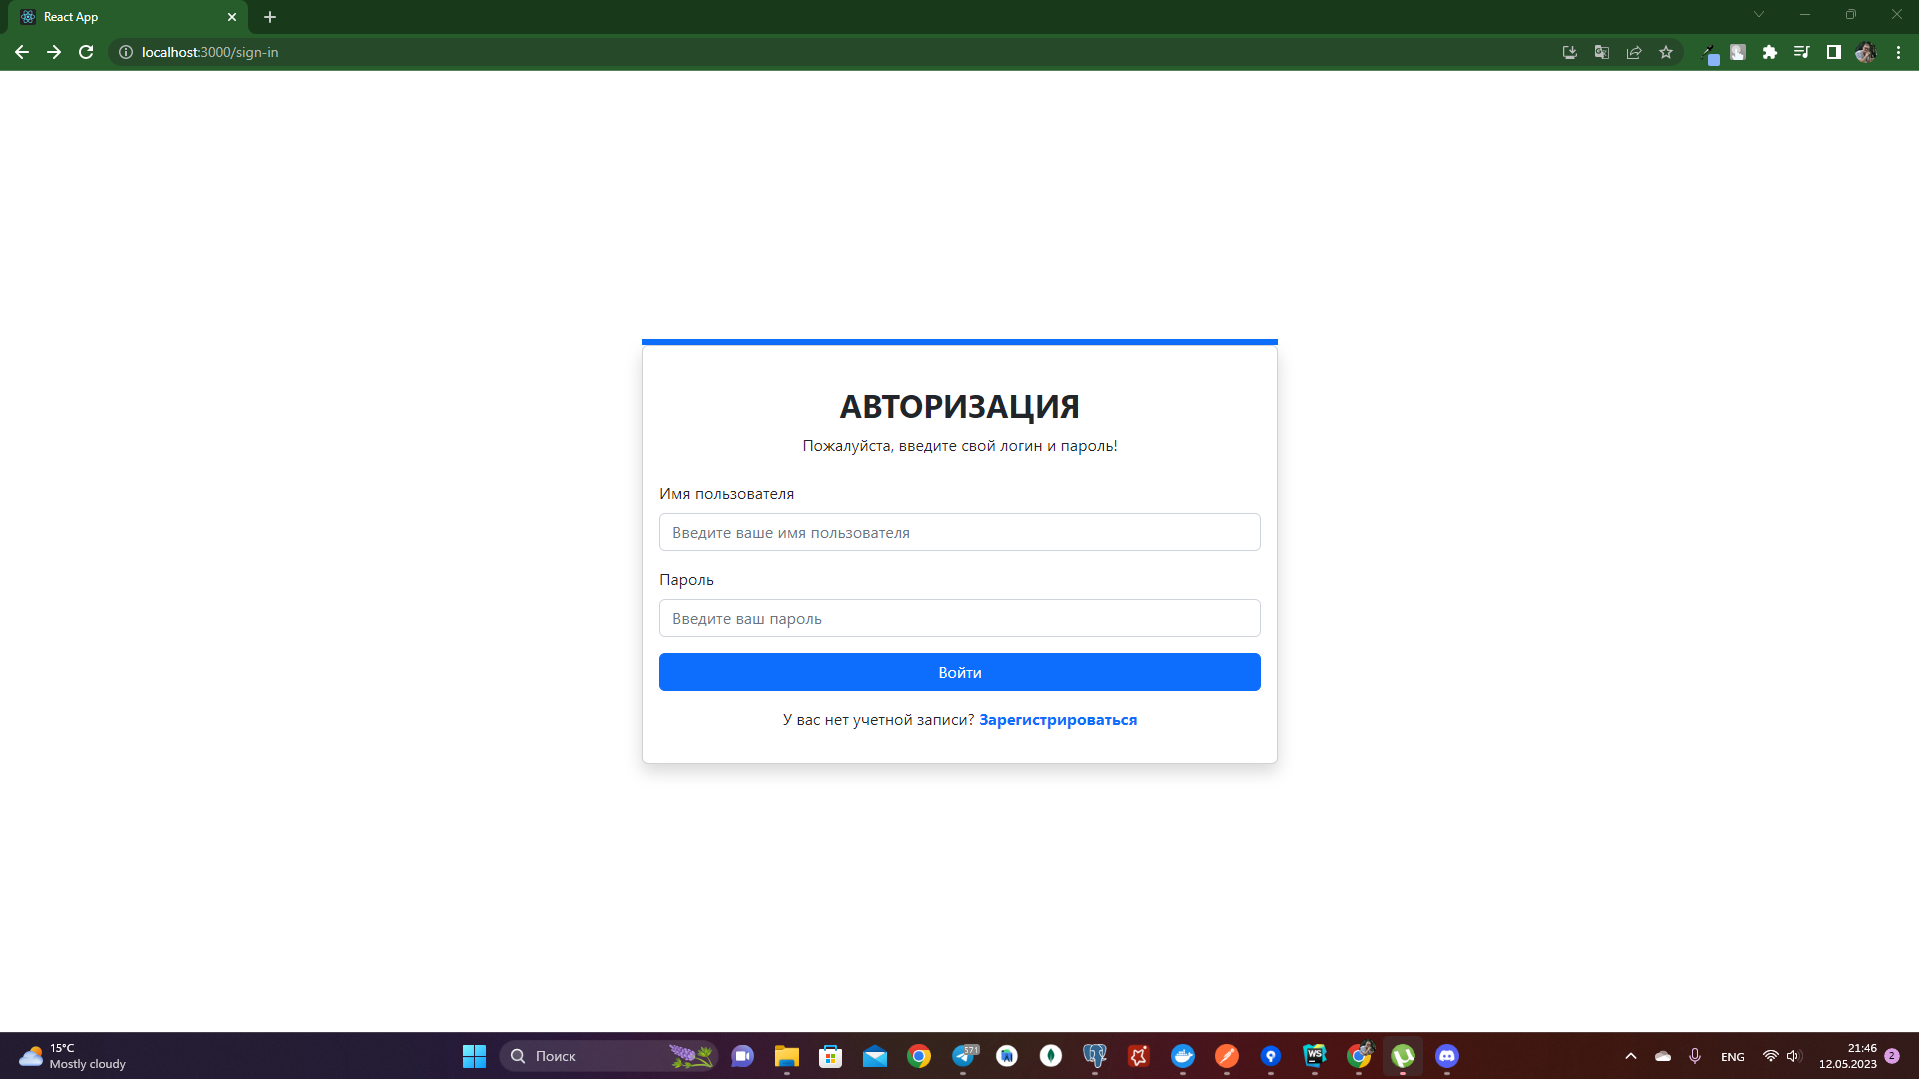 React App
localhost:3000/sign-in
АВТОРИЗАЦИЯ
Пожалуйста, введите свой логин и пароль!
Имя пользователя
Введите ваше имя пользователя
Пароль
Введите ваш пароль
Войти
У вас нет учетной записи? Зарегистрироваться
15°C
Mostly cloudy
Поиск
571
WS
ENG
21:46
12.05.2023
2